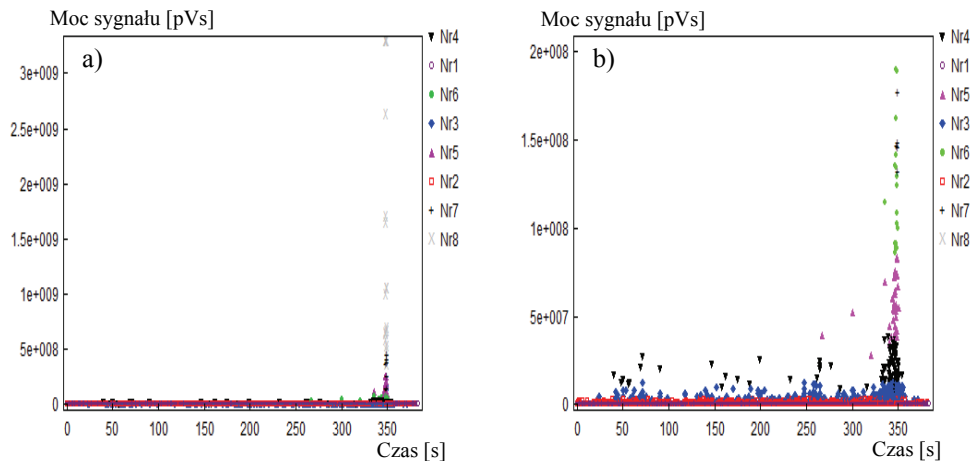 Moc sygnału [pVs]
a)
3e+009
2.5e+009
2e+009
1.5e+009
1e+009
5e+008
0
0 50 100 150 200 250 300 350
Czas [s]
Nr4
Nr1
Nr6
Nr3
Nr5
Nr2
Nr7
Nr8
Moc sygnału [pVs]
b)
2e+008
1.5e+008
1e+008
5e+007
0
0 50 100 150 200 250 300 350
Czas [s]
Nr4
Nr1
Nr5
Nr3
Nr6
Nr2
Nr7
Nr8